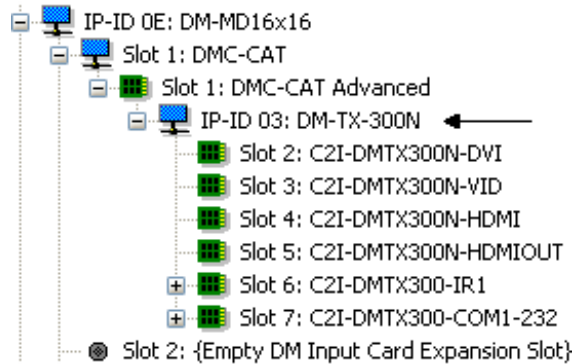 IP-ID 0E: DM-MD16x16
Slot 1: DMC-CAT
Slot 1: DMC-CAT Advanced
IP-ID 03: DM-TX-300N
Slot 2: C2I-DMTX300N-DVI
Slot 3: C2I-DMTX300N-VID
Slot 4: C2I-DMTX300N-HDMI
Slot 5: C2I-DMTX300N-HDMIOUT
Slot 6: C2I-DMTX300-IR1
Slot 7: C2I-DMTX300-COM1-232
Slot 2: {Empty DM Input Card Expansion Slot}